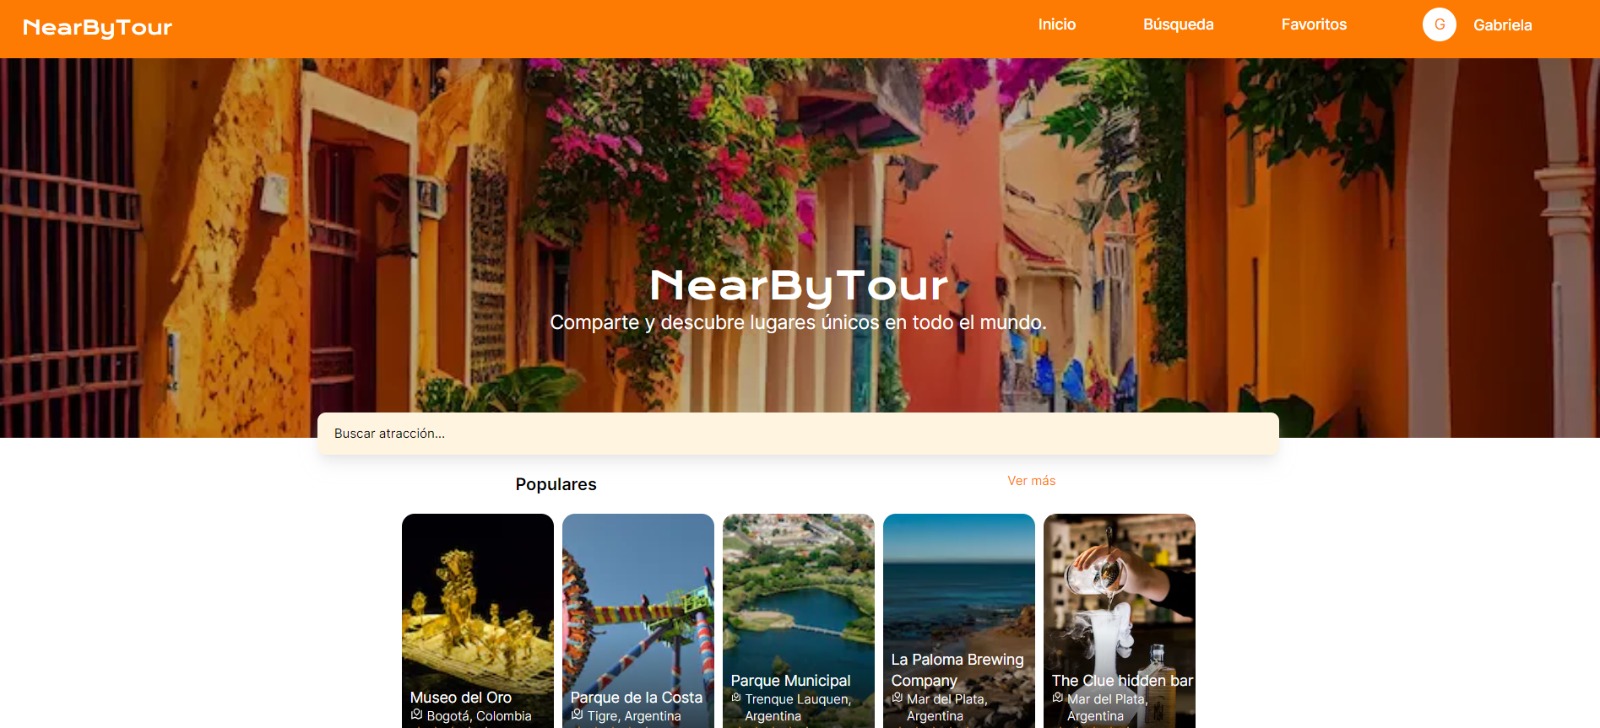 NearByTour
Inicio
Búsqueda
Favoritos
G
Gabriela
NearByTour
Comparte y descubre lugares únicos en todo el mundo.
Buscar atracción...
Populares
Ver más
Museo del Oro
Bogotá, Colombia
Parque de la Costa
Tigre, Argentina
Parque Municipal
Trenque Lauquen,
Argentina
La Paloma Brewing
Company
Mar del Plata,
Argentina
The Clue hidden bar
Mar del Plata,
Argentina